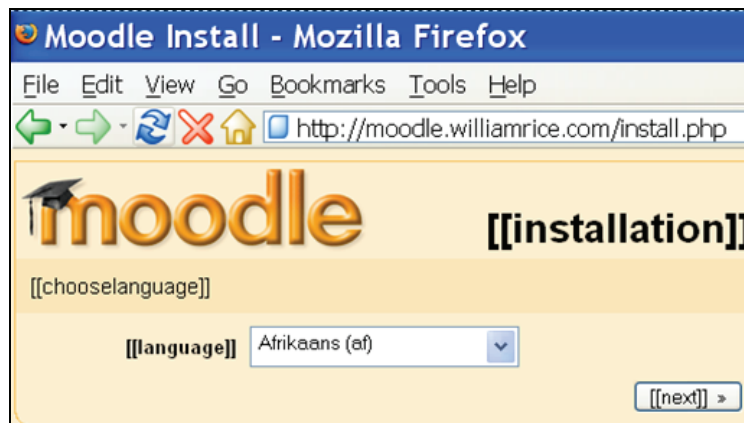 Moodle Install - Mozilla Firefox
File Edit View Go Bookmarks Tools Help
http://moodle.williamrice.com/install.php
moodle
[[installation]]
[[chooselanguage]]
[[language]] Afrikaans (af)
[[next]] »